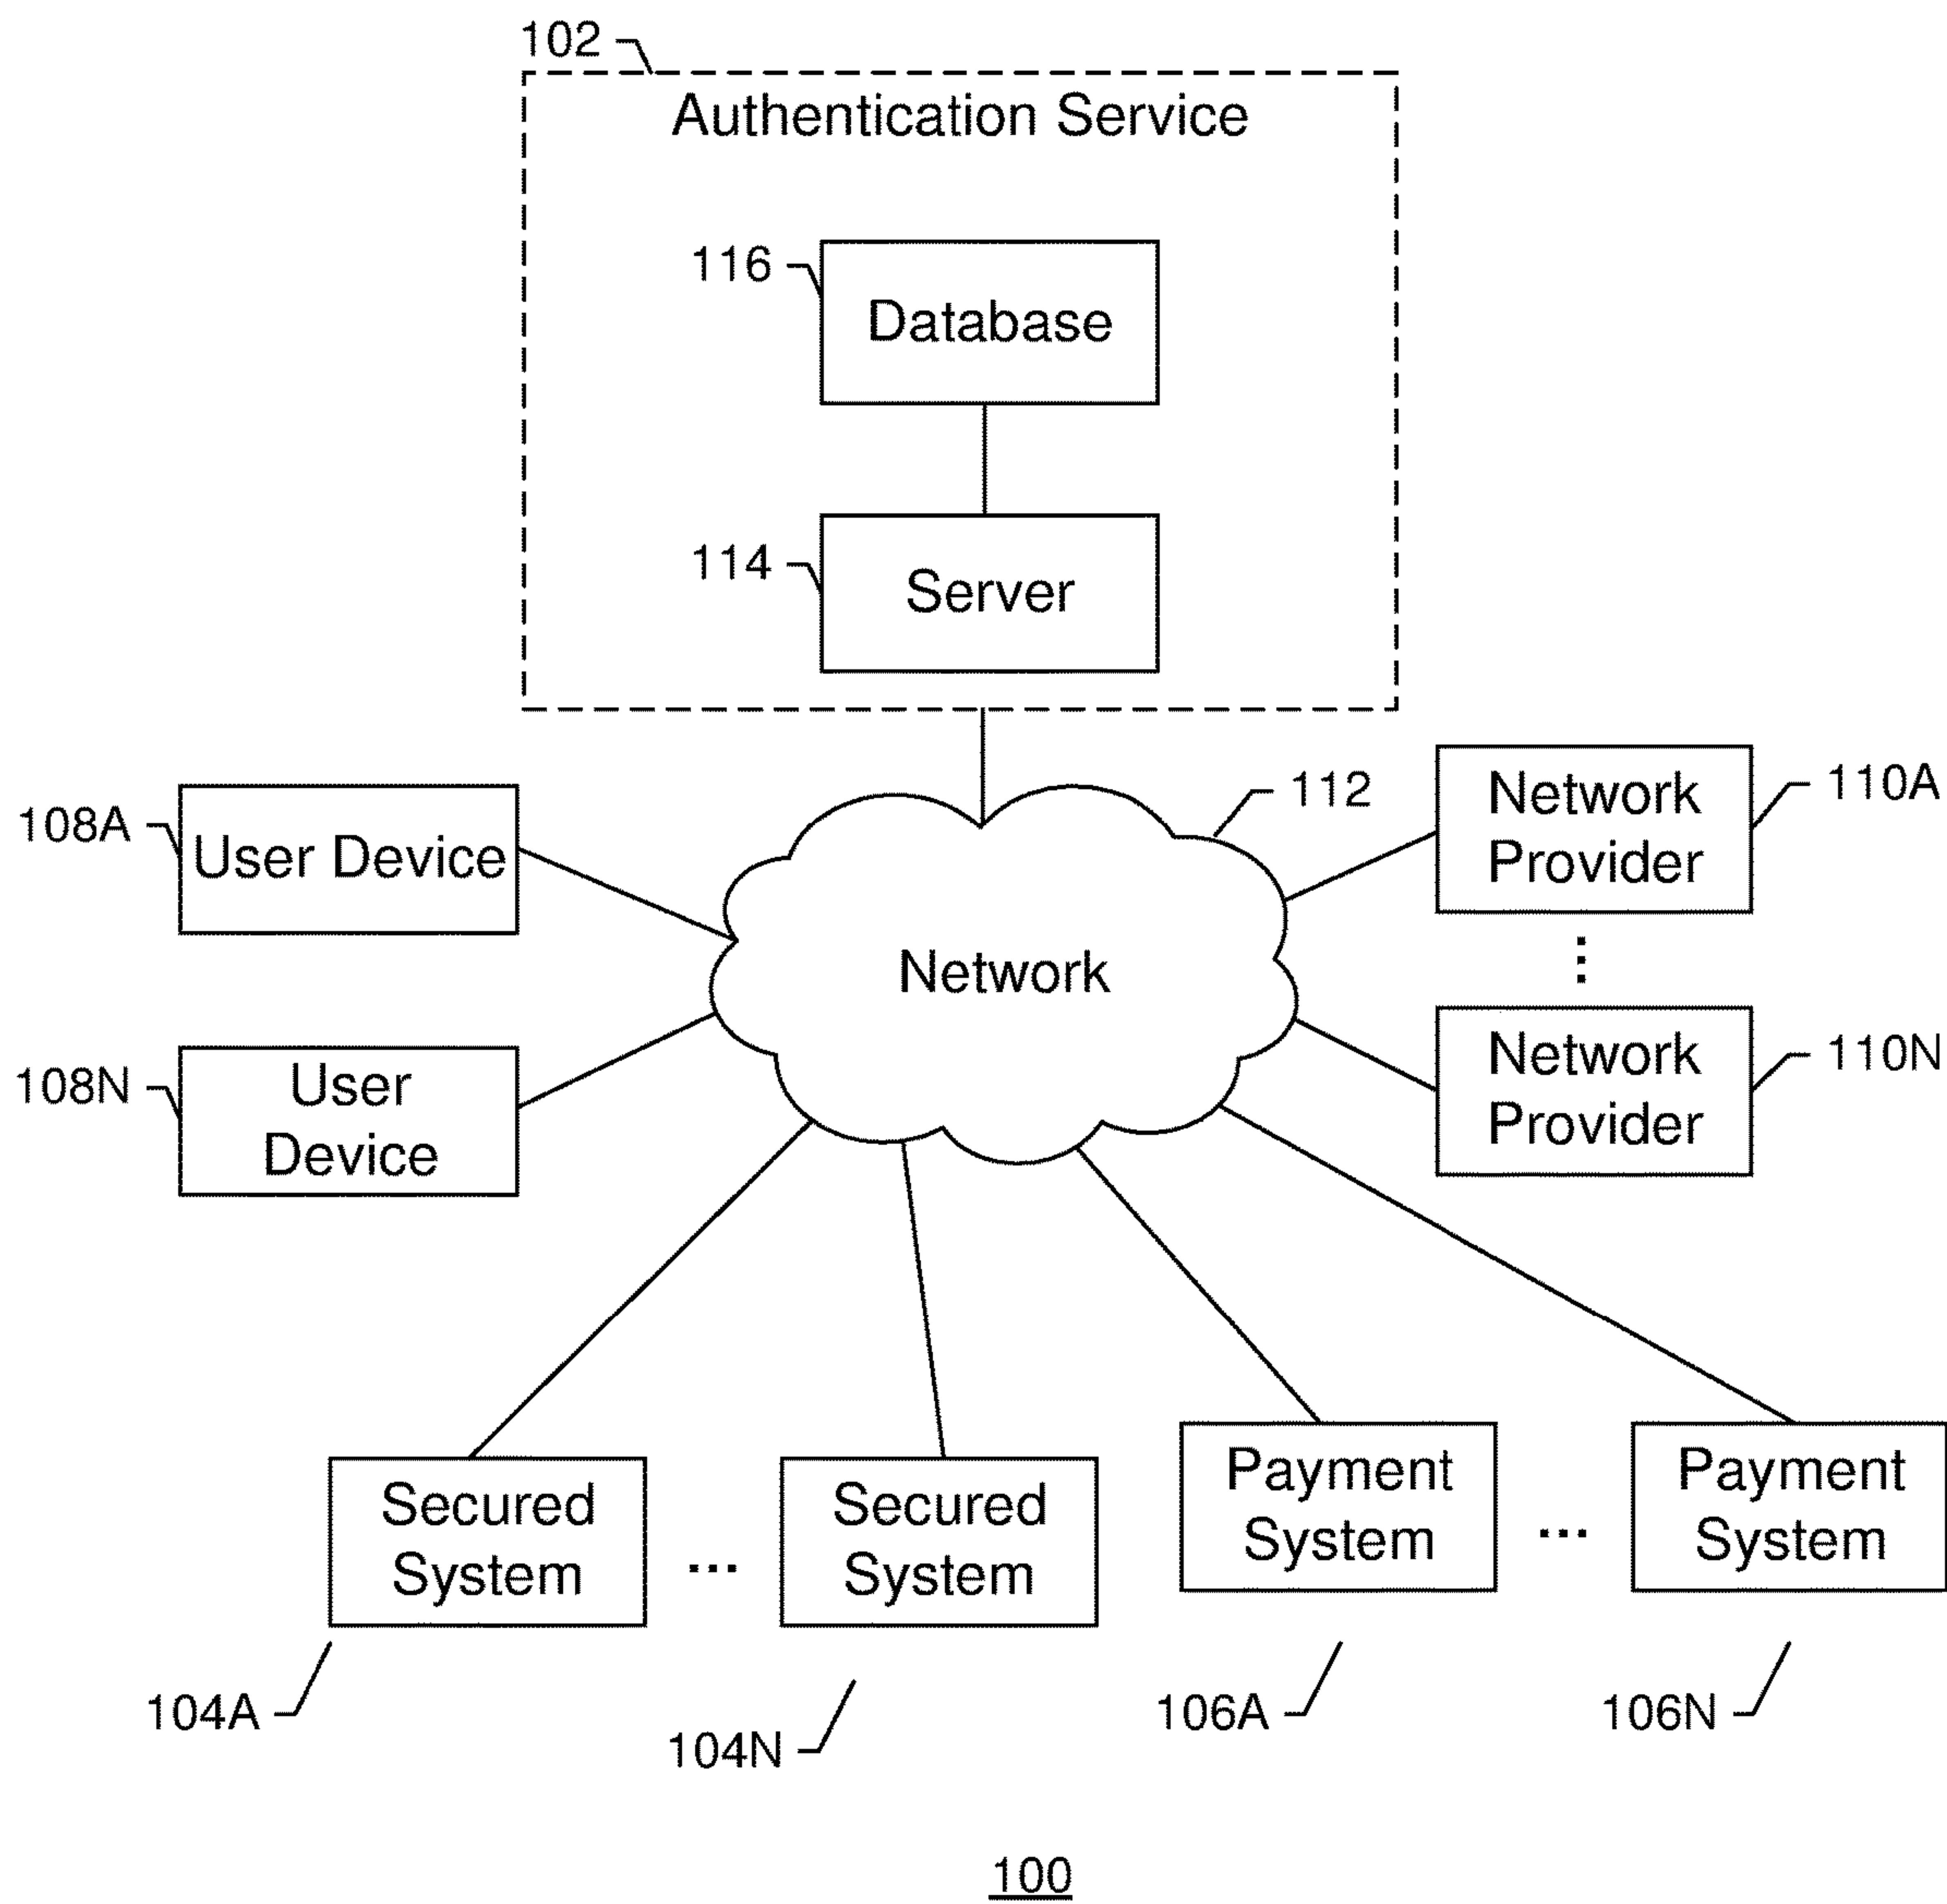 102
Authentication Service
116
Database
114
Server
108A
User Device
112
Network
Provider
110A
Network
108N
User
Device
Network
Provider
110N
Secured
System
...
Secured
System
Payment
System
...
Payment
System
104A
104N
106A
106N
100